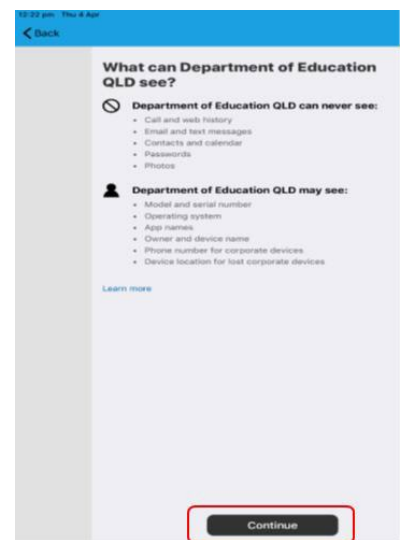 12:22 pm Thu 4 Apr
Back
What can Department of Education
QLD see?
Department of Education QLD can never see:
• Call and web history
• Email and text messages
• Contacts and calendar
• Passwords
• Photos
Department of Education QLD may see:
• Model and serial number
• Operating system
• App names
• Owner and device name
• Phone number for corporate devices
• Device location for lost corporate devices
Learn more
Continue